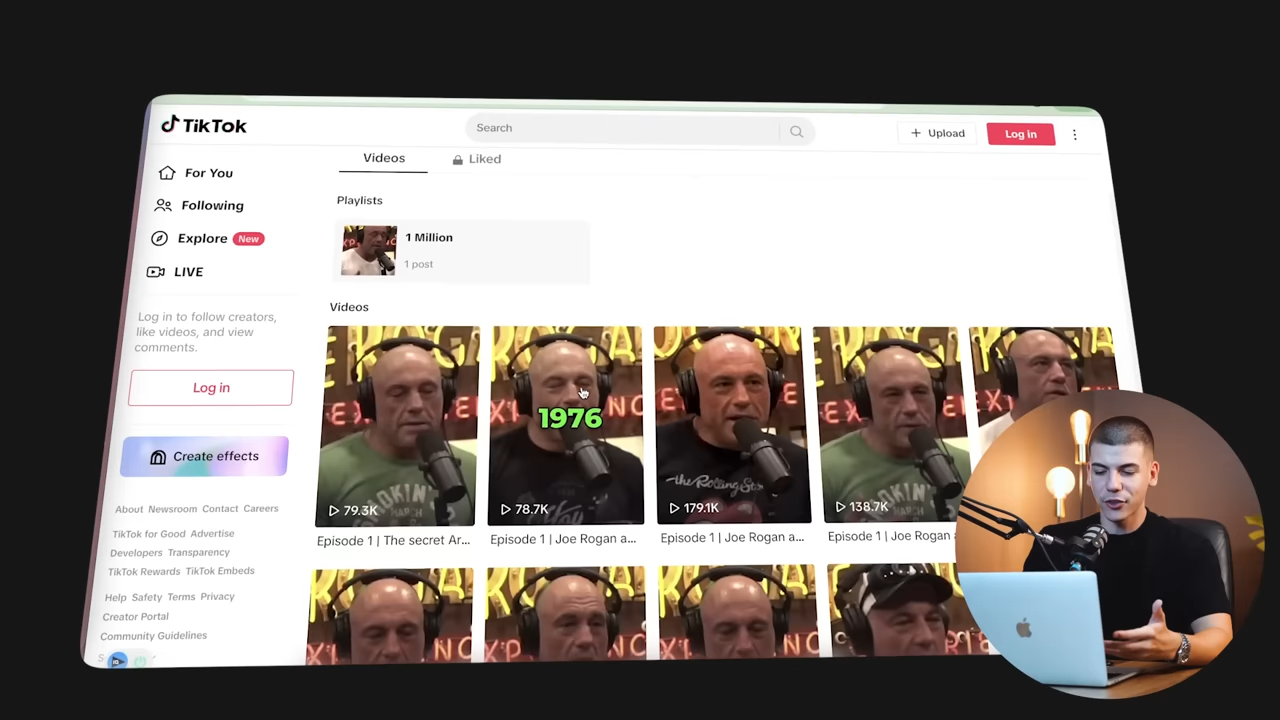 TikTok
Search
Upload
Log in
For You
Following
Explore New
LIVE
Log in to follow creators,
like videos, and view
comments.
Log in
Create effects
About Newsroom Contact Careers
TikTok for Good Advertise
Developers Transparency
TikTok Rewards TikTok Embeds
Help Safety Terms Privacy
Creator Portal
Community Guidelines
Videos
Liked
Playlists
1 Million
1 post
Videos
1976
79.3K
78.7K
179.1K
138.7K
Episode 1 | The secret Ar...
Episode 1 | Joe Rogan a...
Episode 1 | Joe Rogan a...
Episode 1 | Joe Rogan a